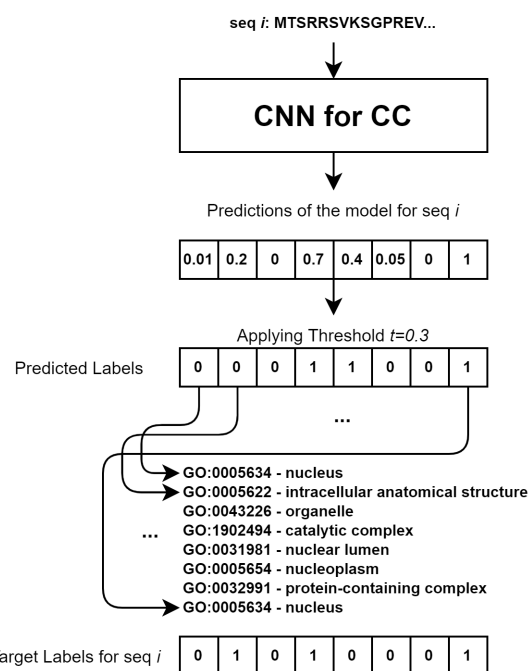 seq i: MTSRRSVKSGPREV...
CNN for CC
Predictions of the model for seq i
0.01 0.2 0 0.7 0.4 0.05 0 1
Applying Threshold t=0.3
Predicted Labels 0 0 0 1 1 0 0 1
...
GO:0005634 - nucleus
GO:0005622 - intracellular anatomical structure
GO:0043226 - organelle
... GO:1902494 - catalytic complex
GO:0031981 - nuclear lumen
GO:0005654 - nucleoplasm
GO:0032991 - protein-containing complex
GO:0005634 - nucleus
arget Labels for seq i 0 1 0 1 0 0 0 1